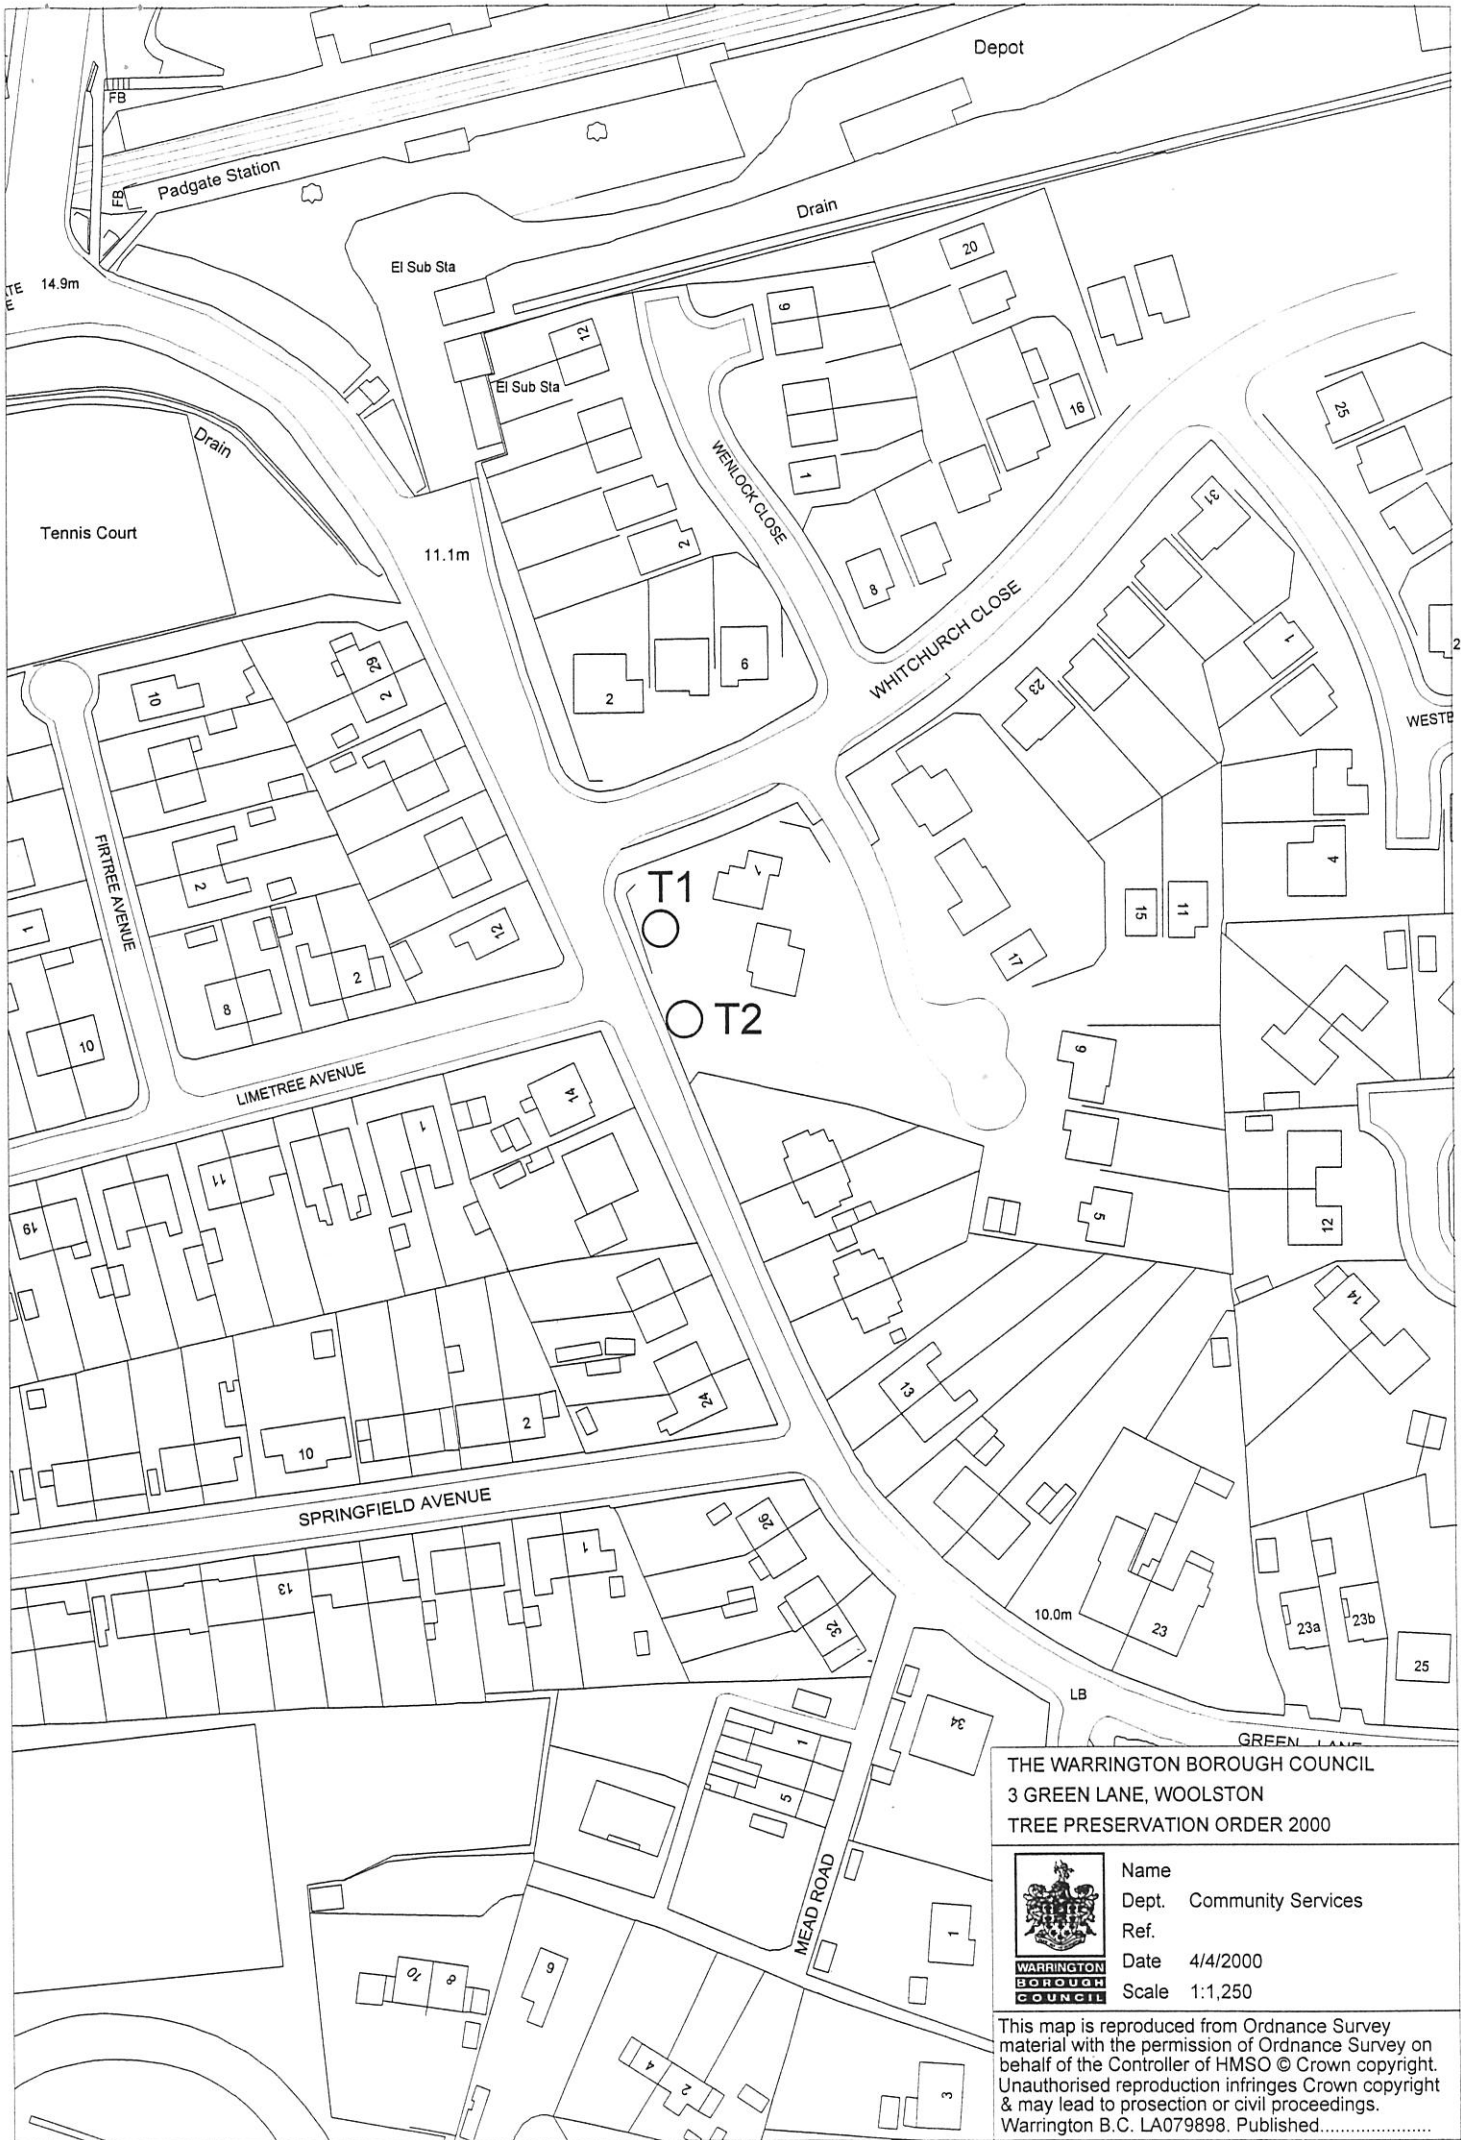 Depot
FB
Padgate Station
FB
Drain
El Sub Sta
14.9m
20
9
12
El Sub Sta
16
25
Drain
WENLOCK CLOSE
1
31
Tennis Court
11.1m
2
8
WHITCHURCH CLOSE
1
2
6
2
23
10
29
2
WESTB
FIRTREE AVENUE
2
T1
1
4
15
11
1
12
17
8
2
T2
10
9
LIMETREE AVENUE
14
1
11
5
12
19
14
13
24
2
10
SPRINGFIELD AVENUE
26
1
13
32
10.0m
23
23a
23b
25
LB
34
GREEN LANE
1
5
MEAD ROAD
1
6
70
8
4
2
3
THE WARRINGTON BOROUGH COUNCIL
3 GREEN LANE, WOOLSTON
TREE PRESERVATION ORDER 2000
WARRINGTON
BOROUGH
COUNCIL
Name
Dept. Community Services
Ref.
Date 4/4/2000
Scale 1:1,250
This map is reproduced from Ordnance Survey
material with the permission of Ordnance Survey on
behalf of the Controller of HMSO © Crown copyright.
Unauthorised reproduction infringes Crown copyright
& may lead to prosection or civil proceedings.
Warrington B.C. LA079898. Published......................